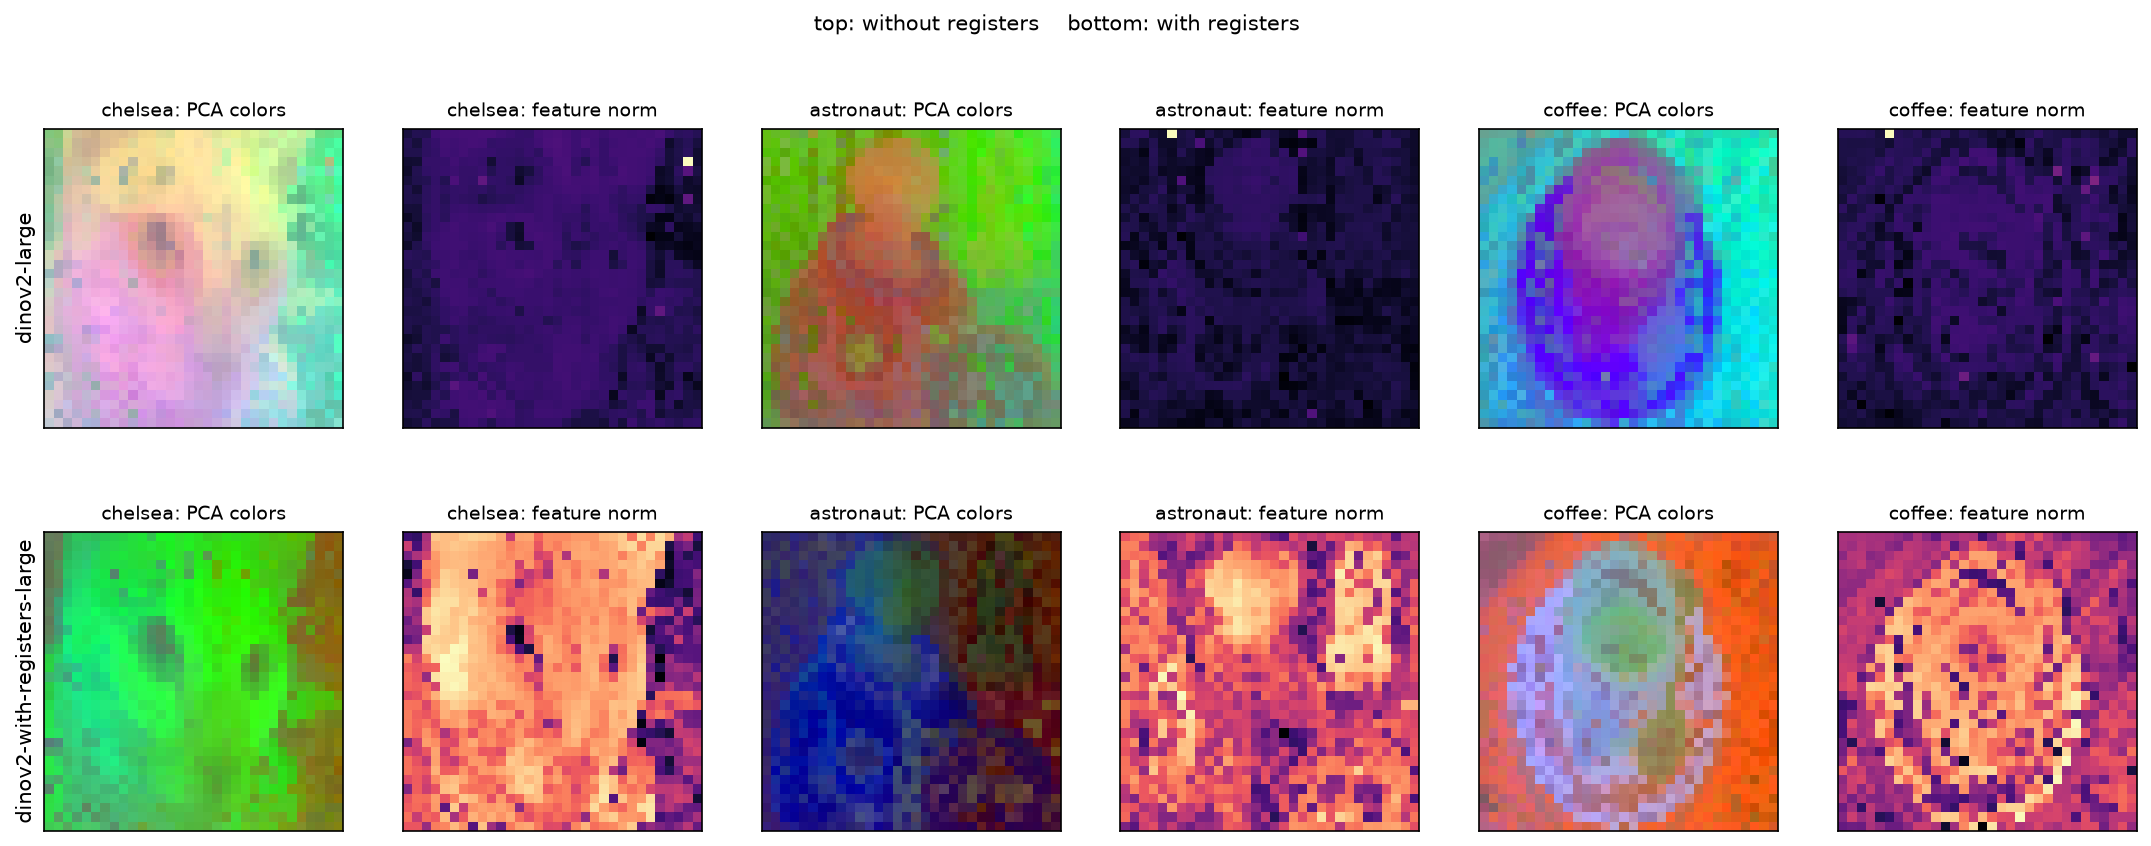 top: without registers    bottom: with registers
chelsea: PCA colors
chelsea: feature norm
astronaut: PCA colors
astronaut: feature norm
coffee: PCA colors
coffee: feature norm
dinov2-large
chelsea: PCA colors
chelsea: feature norm
astronaut: PCA colors
astronaut: feature norm
coffee: PCA colors
coffee: feature norm
dinov2-with-registers-large